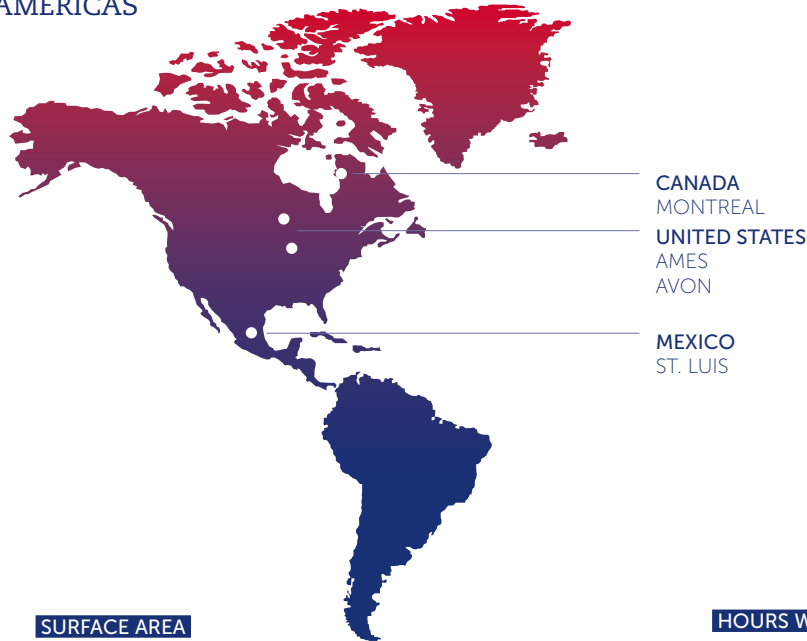 AMERICAS
CANADA
MONTREAL
UNITED STATES
AMES
AVON
MEXICO
ST. LUIS
SURFACE AREA
HOURS